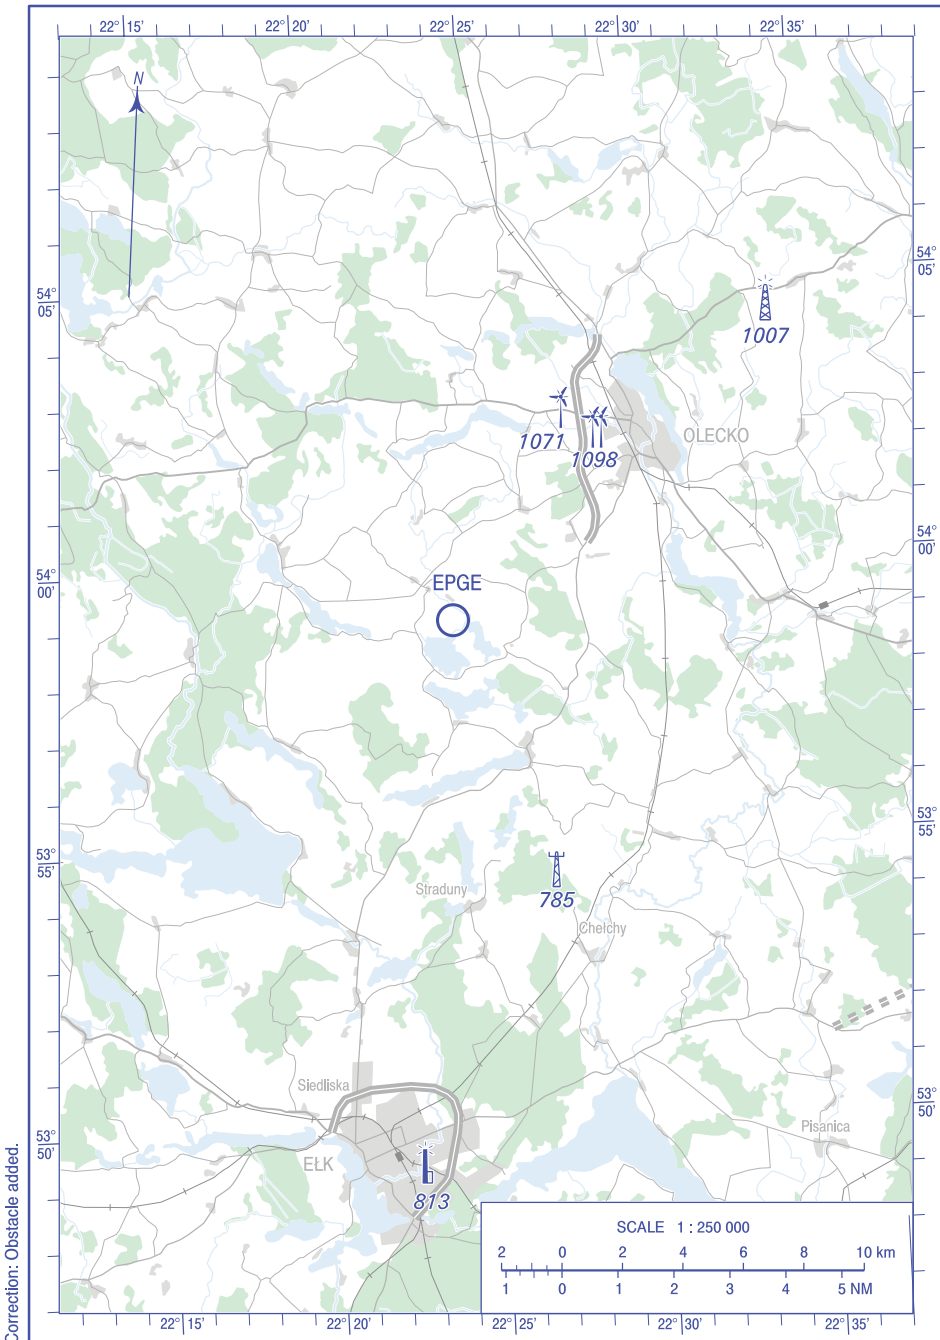 22° 15'
22° 20'
22° 25'
22° 30'
22° 35'
N
54°
05'
54°
05'
1007
1071
1098
OLECKO
54°
00'
54°
00'
EPGE
53°
55'
53°
55'
Straduny
785
Chełchy
53°
50'
53°
50'
Siedliska
Pisanica
EŁK
813
SCALE 1 : 250 000
2 0 2 4 6 8 10 km
1 0 1 2 3 4 5 NM
22° 15'
22° 20'
22° 25'
22° 30'
22° 35'
Correction: Obstacle added.